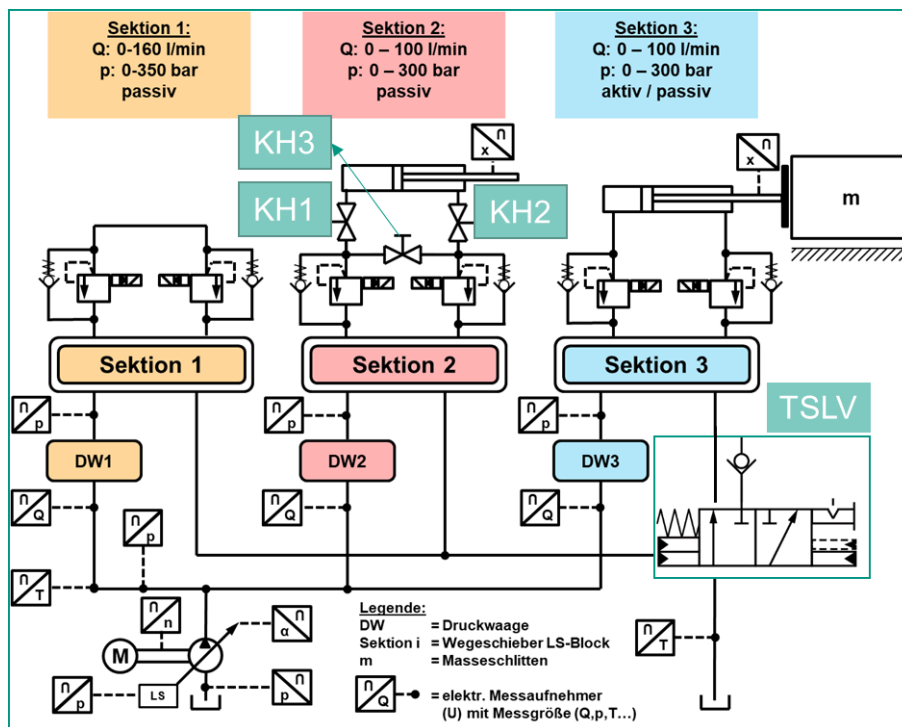 Sektion 1:
Q: 0-160 l/min
p: 0-350 bar
passiv
Sektion 2:
Q: 0 – 100 l/min
p: 0 – 300 bar
passiv
Sektion 3:
Q: 0 – 100 l/min
p: 0 – 300 bar
aktiv / passiv
KH3
KH1
KH2
x
x
m
Sektion 1
Sektion 2
Sektion 3
TSLV
p
p
p
DW1
DW2
DW3
Q
Q
Q
p
T
n
α
M
LS
p
p
T
Legende:
DW = Druckwaage
Sektion i = Wegeschieber LS-Block
m = Masseschlitten
Q
= elektr. Messaufnehmer
(U) mit Messgröße (Q,p,T…)